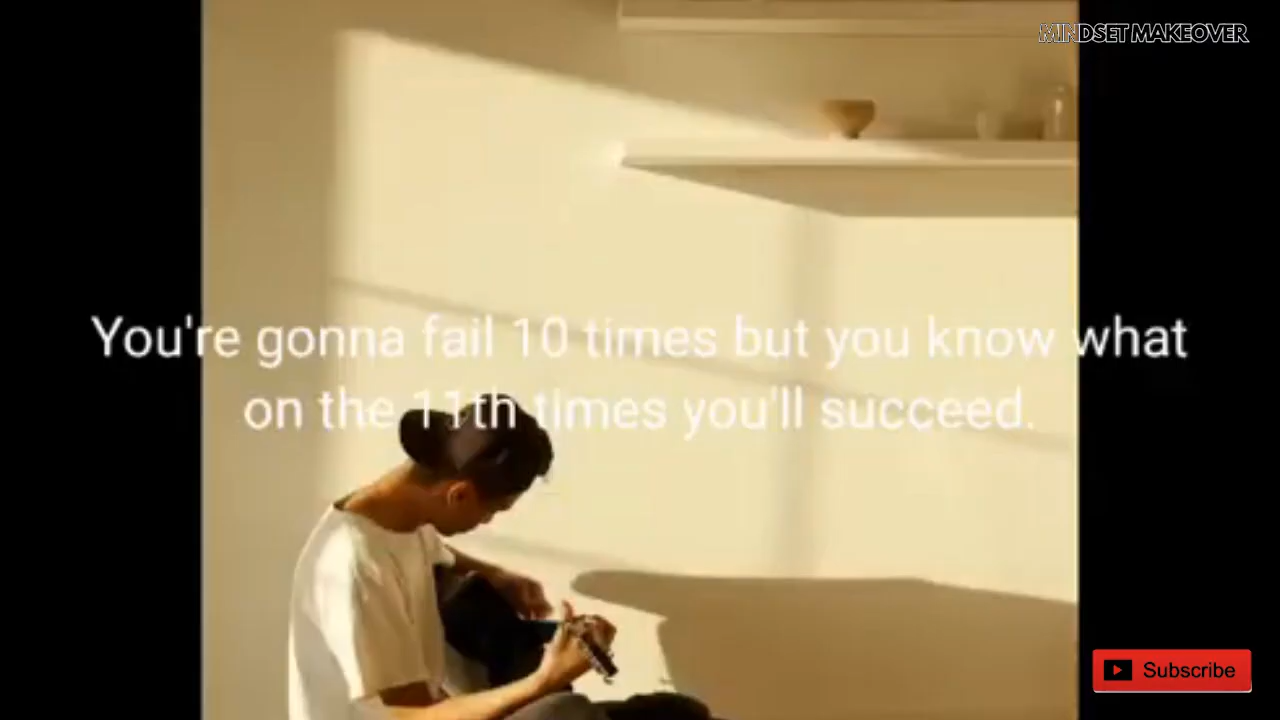 MINDSET MAKEOVER
You're gonna fail 10 times but you know what
on the 11th times you'll succeed.
Subscribe